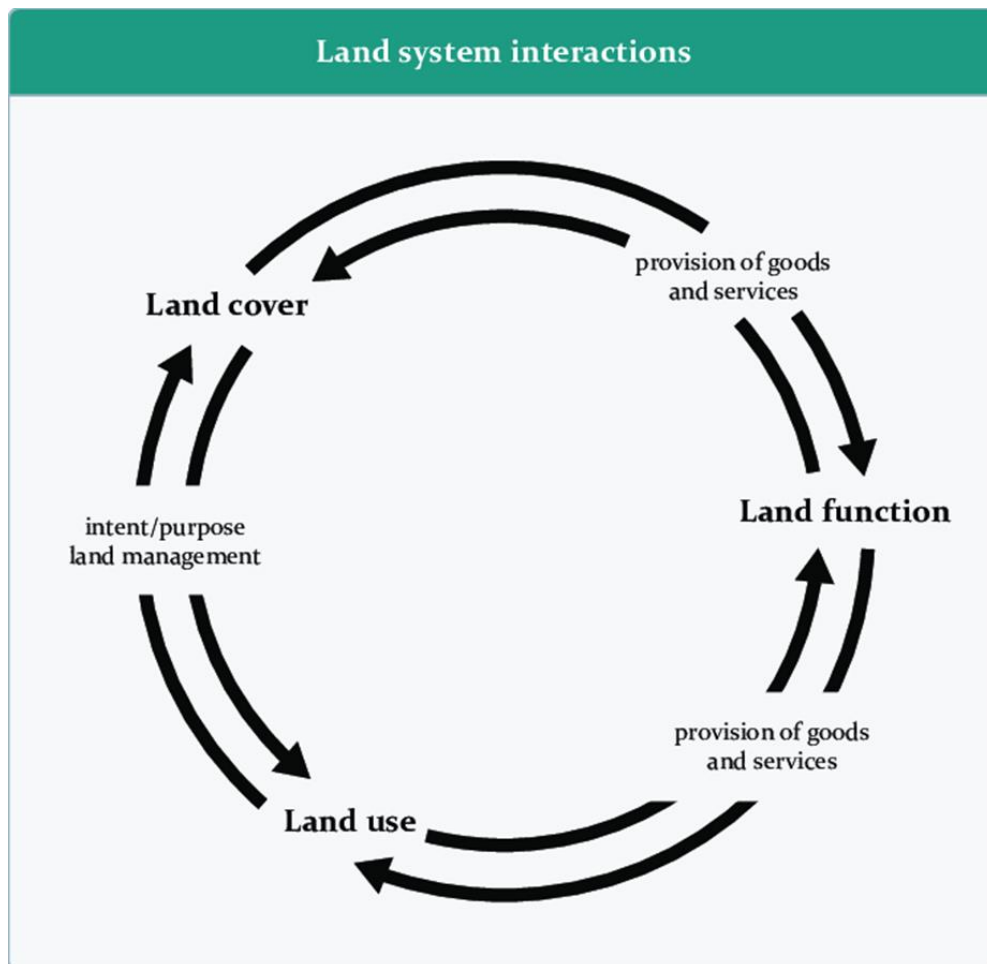 Land system interactions
provision of goods
and services
Land cover
Land function
intent/purpose
land management
provision of goods
and services
Land use